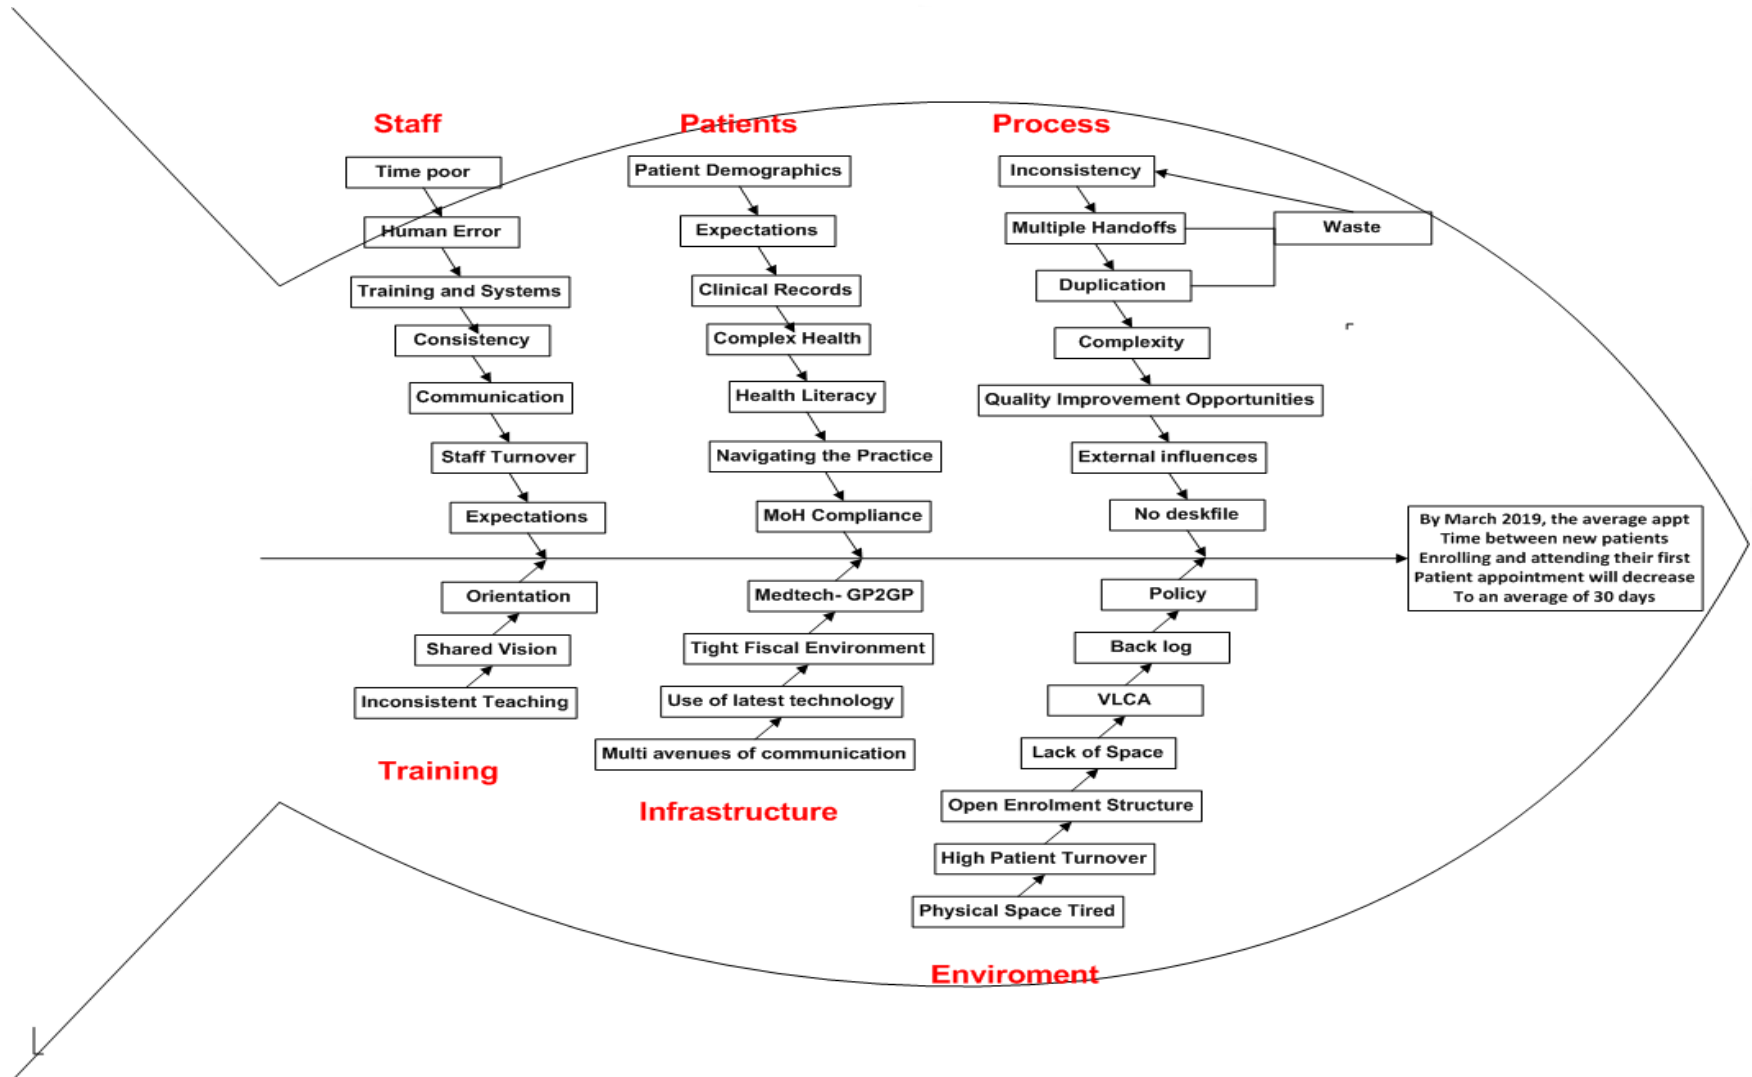 Staff
Time poor
Human Error
Training and Systems
Consistency
Communication
Staff Turnover
Expectations
Patients
Patient Demographics
Expectations
Clinical Records
Complex Health
Health Literacy
Navigating the Practice
MoH Compliance
Process
Inconsistency
Multiple Handoffs
Waste
Duplication
Complexity
Quality Improvement Opportunities
External influences
No deskfile
By March 2019, the average appt
Time between new patients
Enrolling and attending their first
Patient appointment will decrease
To an average of 30 days
Orientation
Shared Vision
Inconsistent Teaching
Training
Medtech- GP2GP
Tight Fiscal Environment
Use of latest technology
Multi avenues of communication
Infrastructure
Policy
Back log
VLCA
Lack of Space
Open Enrolment Structure
High Patient Turnover
Physical Space Tired
Enviroment